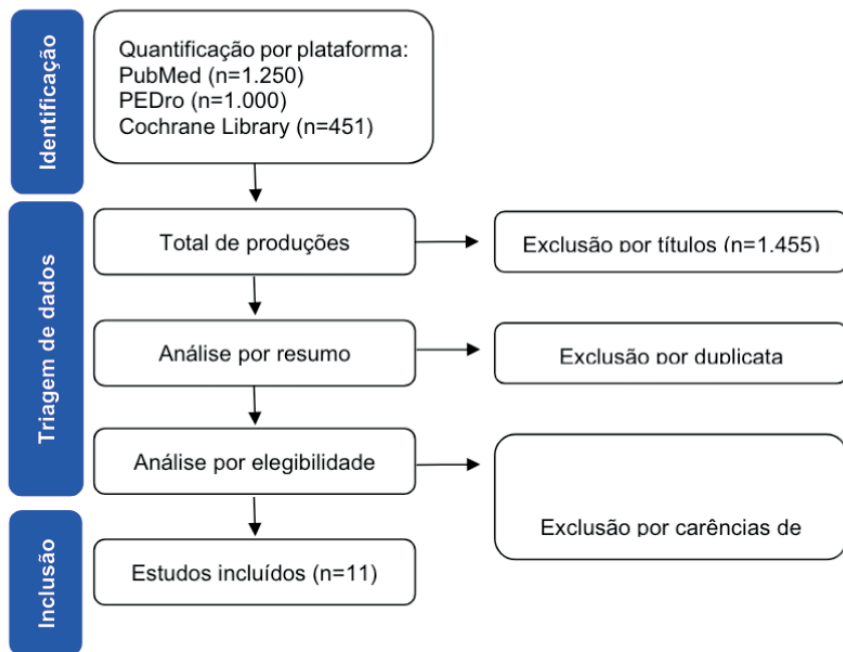 Identificação
Quantificação por plataforma:
PubMed (n=1.250)
PEDro (n=1.000)
Cochrane Library (n=451)
Triagem de dados
Total de produções
Exclusão por títulos (n=1.455)
Análise por resumo
Exclusão por duplicata
Análise por elegibilidade
Exclusão por carências de
Inclusão
Estudos incluídos (n=11)